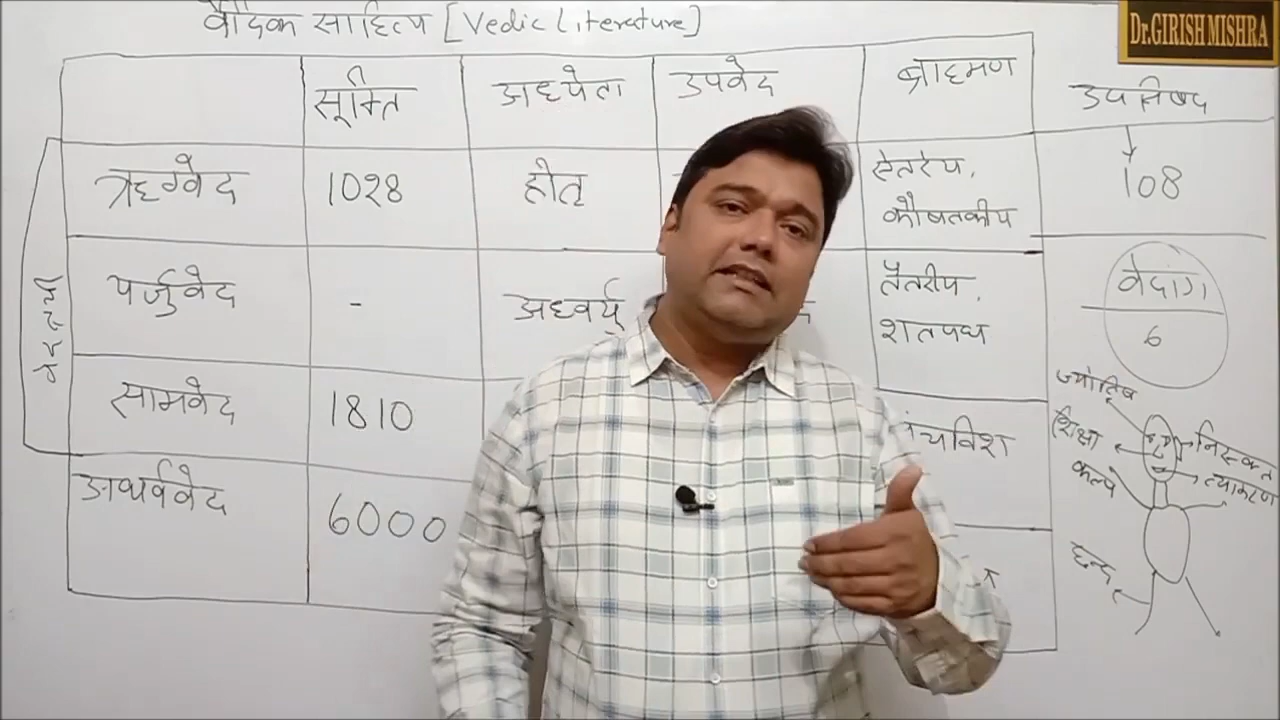 वैदिक साहित्य [Vedic Literature]
Dr.GIRISH MISHRA
सूक्ति अध्येता उपवेद ब्राह्मण उपनिषद
108
ऋग्वेद 1028 होतृ ऐतरेय,
कौषतकीय
यर्जुवेद - अध्वर्यु तैतरीय,
शतपथ
वेदांग
6
सामवेद 1810
अथर्ववेद 6000
ज्योतिष
शिक्षा
कल्प
निरूक्त
व्याकरण
छन्द